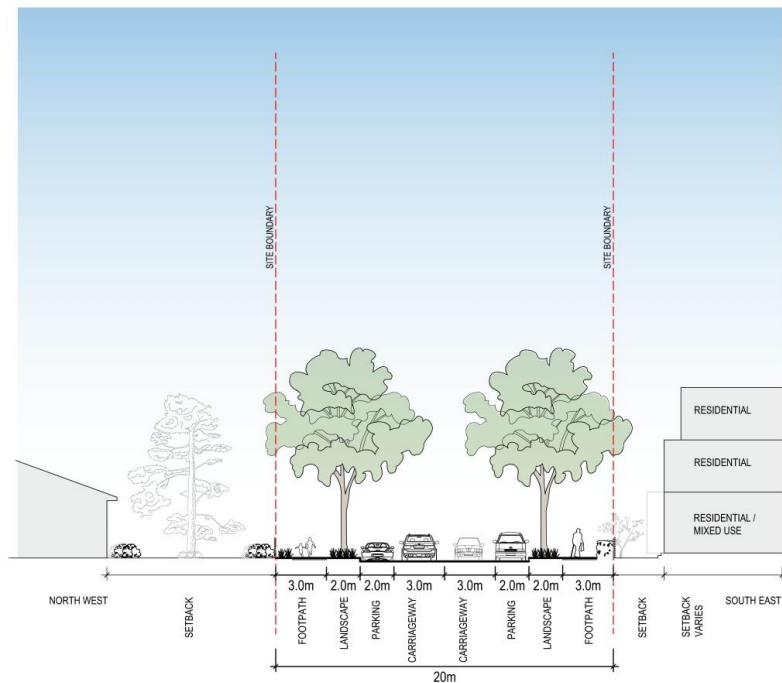 SITE BOUNDARY
SITE BOUNDARY
RESIDENTIAL
RESIDENTIAL
RESIDENTIAL /
MIXED USE
3.0m
2.0m
2.0m
3.0m
3.0m
2.0m
2.0m
3.0m
NORTH WEST
SETBACK
FOOTPATH
LANDSCAPE
PARKING
CARRIAGEWAY
CARRIAGEWAY
PARKING
LANDSCAPE
FOOTPATH
SETBACK
SETBACK
VARIES
SOUTH EAST
20m